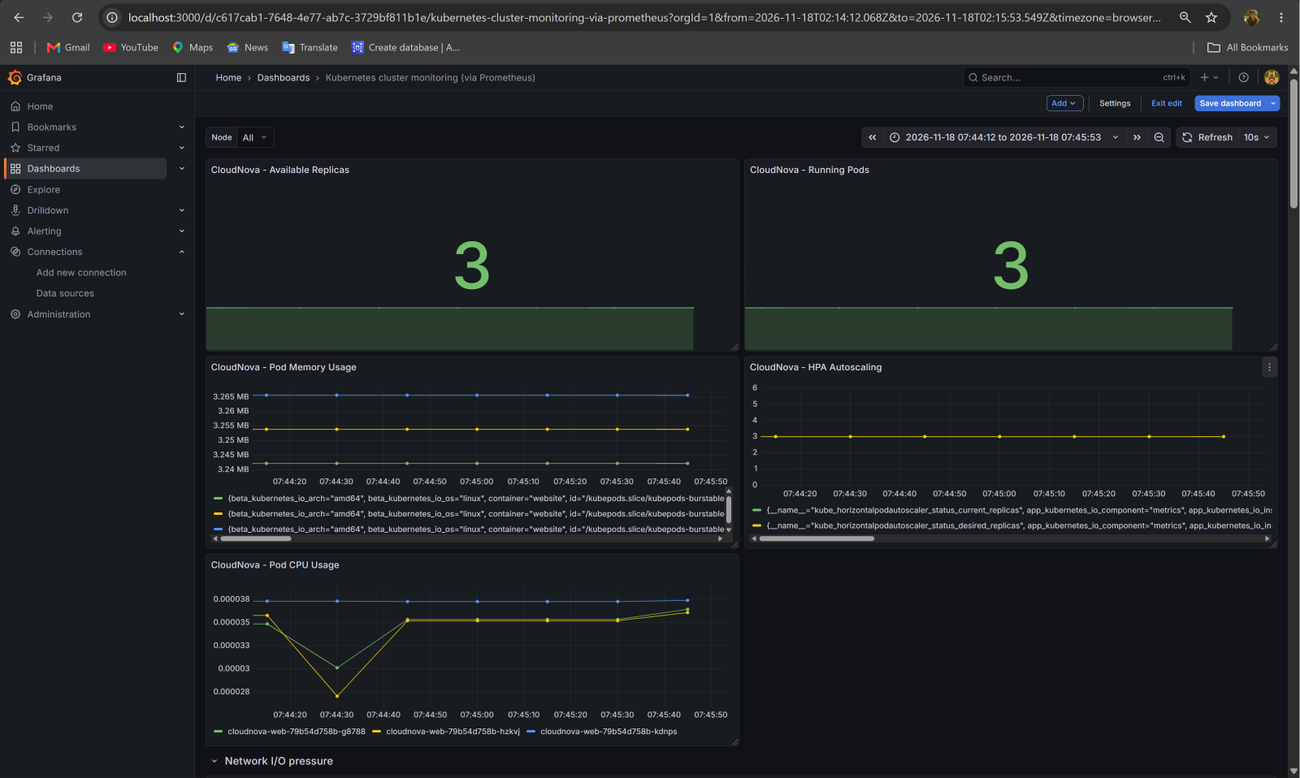 localhost:3000/d/c617cab1-7648-4e77-ab7c-3729bf811b1e/kubernetes-cluster-monitoring-via-prometheus?orgId=1&from=2026-11-18T02:14:12.068Z&to=2026-11-18T02:15:53.549Z&timezone=browser...
Gmail YouTube Maps News Translate Create database | A... All Bookmarks
Grafana Home › Dashboards › Kubernetes cluster monitoring (via Prometheus) Search... ctrl+k
Add Settings Exit edit Save dashboard
Home
Bookmarks
Starred
Dashboards
Explore
Drilldown
Alerting
Connections
Add new connection
Data sources
Administration
Node All 2026-11-18 07:44:12 to 2026-11-18 07:45:53 Refresh 10s
CloudNova - Available Replicas
3
CloudNova - Running Pods
3
CloudNova - Pod Memory Usage
3.265 MB
3.26 MB
3.255 MB
3.25 MB
3.245 MB
3.24 MB
07:44:20 07:44:30 07:44:40 07:44:50 07:45:00 07:45:10 07:45:20 07:45:30 07:45:40 07:45:50
{beta_kubernetes_io_arch="amd64", beta_kubernetes_io_os="linux", container="website", id="/kubepods.slice/kubepods-burstable
{beta_kubernetes_io_arch="amd64", beta_kubernetes_io_os="linux", container="website", id="/kubepods.slice/kubepods-burstable
{beta_kubernetes_io_arch="amd64", beta_kubernetes_io_os="linux", container="website", id="/kubepods.slice/kubepods-burstable
CloudNova - HPA Autoscaling
6
5
4
3
2
1
0
07:44:20 07:44:30 07:44:40 07:44:50 07:45:00 07:45:10 07:45:20 07:45:30 07:45:40 07:45:50
{__name__="kube_horizontalpodautoscaler_status_current_replicas", app_kubernetes_io_component="metrics", app_kubernetes_io_ins
{__name__="kube_horizontalpodautoscaler_status_desired_replicas", app_kubernetes_io_component="metrics", app_kubernetes_io_in
CloudNova - Pod CPU Usage
0.000038
0.000035
0.000033
0.00003
0.000028
07:44:20 07:44:30 07:44:40 07:44:50 07:45:00 07:45:10 07:45:20 07:45:30 07:45:40 07:45:50
cloudnova-web-79b54d758b-g8788 cloudnova-web-79b54d758b-hzkvj cloudnova-web-79b54d758b-kdnps
Network I/O pressure